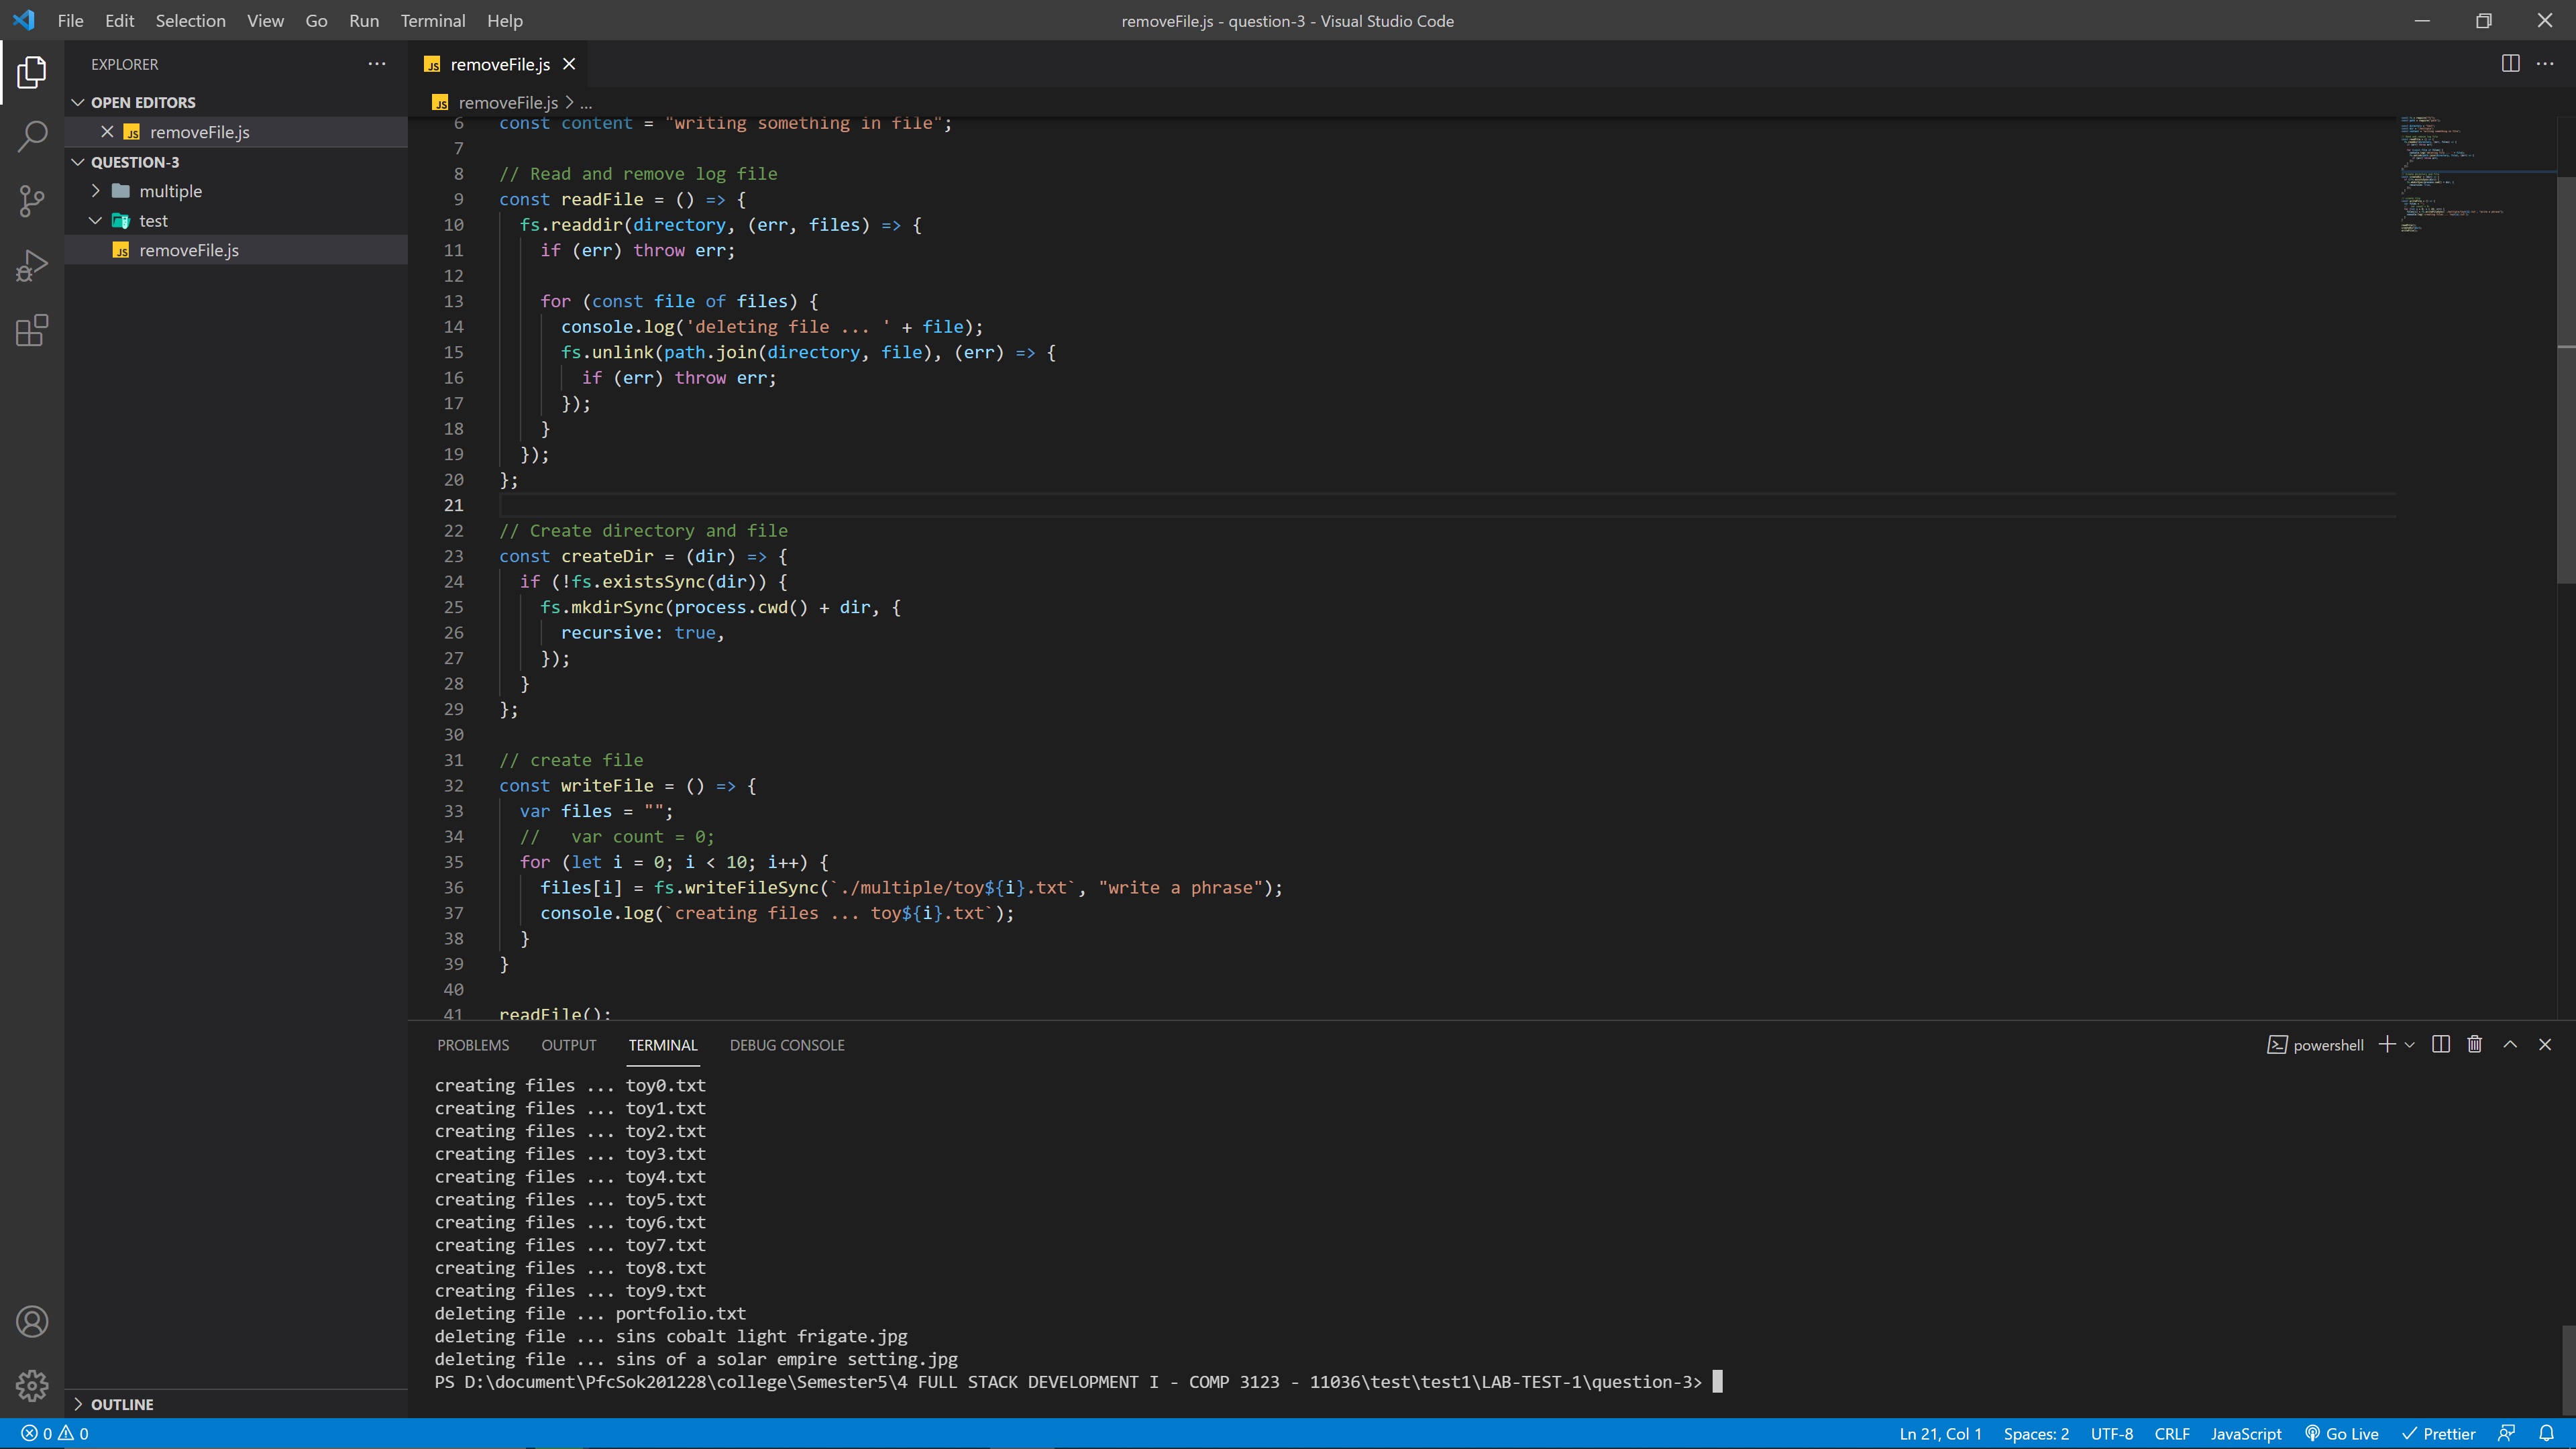 File Edit Selection View Go Run Terminal Help
removeFile.js - question-3 - Visual Studio Code
EXPLORER
OPEN EDITORS
JS removeFile.js
QUESTION-3
multiple
test
JS removeFile.js
OUTLINE
JS removeFile.js
JS removeFile.js > ...
6 const content = "writing something in file";
7
8 // Read and remove log file
9 const readFile = () => {
10 fs.readdir(directory, (err, files) => {
11 if (err) throw err;
12
13 for (const file of files) {
14 console.log('deleting file ... ' + file);
15 fs.unlink(path.join(directory, file), (err) => {
16 if (err) throw err;
17 });
18 }
19 });
20 };
21
22 // Create directory and file
23 const createDir = (dir) => {
24 if (!fs.existsSync(dir)) {
25 fs.mkdirSync(process.cwd() + dir, {
26 recursive: true,
27 });
28 }
29 };
30
31 // create file
32 const writeFile = () => {
33 var files = "";
34 //   var count = 0;
35 for (let i = 0; i < 10; i++) {
36 files[i] = fs.writeFileSync(`./multiple/toy${i}.txt`, "write a phrase");
37 console.log(`creating files ... toy${i}.txt`);
38 }
39 }
40
41 readFile();
PROBLEMS OUTPUT TERMINAL DEBUG CONSOLE
powershell
creating files ... toy0.txt
creating files ... toy1.txt
creating files ... toy2.txt
creating files ... toy3.txt
creating files ... toy4.txt
creating files ... toy5.txt
creating files ... toy6.txt
creating files ... toy7.txt
creating files ... toy8.txt
creating files ... toy9.txt
deleting file ... portfolio.txt
deleting file ... sins cobalt light frigate.jpg
deleting file ... sins of a solar empire setting.jpg
PS D:\document\PfcSok201228\college\Semester5\4 FULL STACK DEVELOPMENT I - COMP 3123 - 11036\test\test1\LAB-TEST-1\question-3>
0 0
Ln 21, Col 1 Spaces: 2 UTF-8 CRLF JavaScript Go Live Prettier